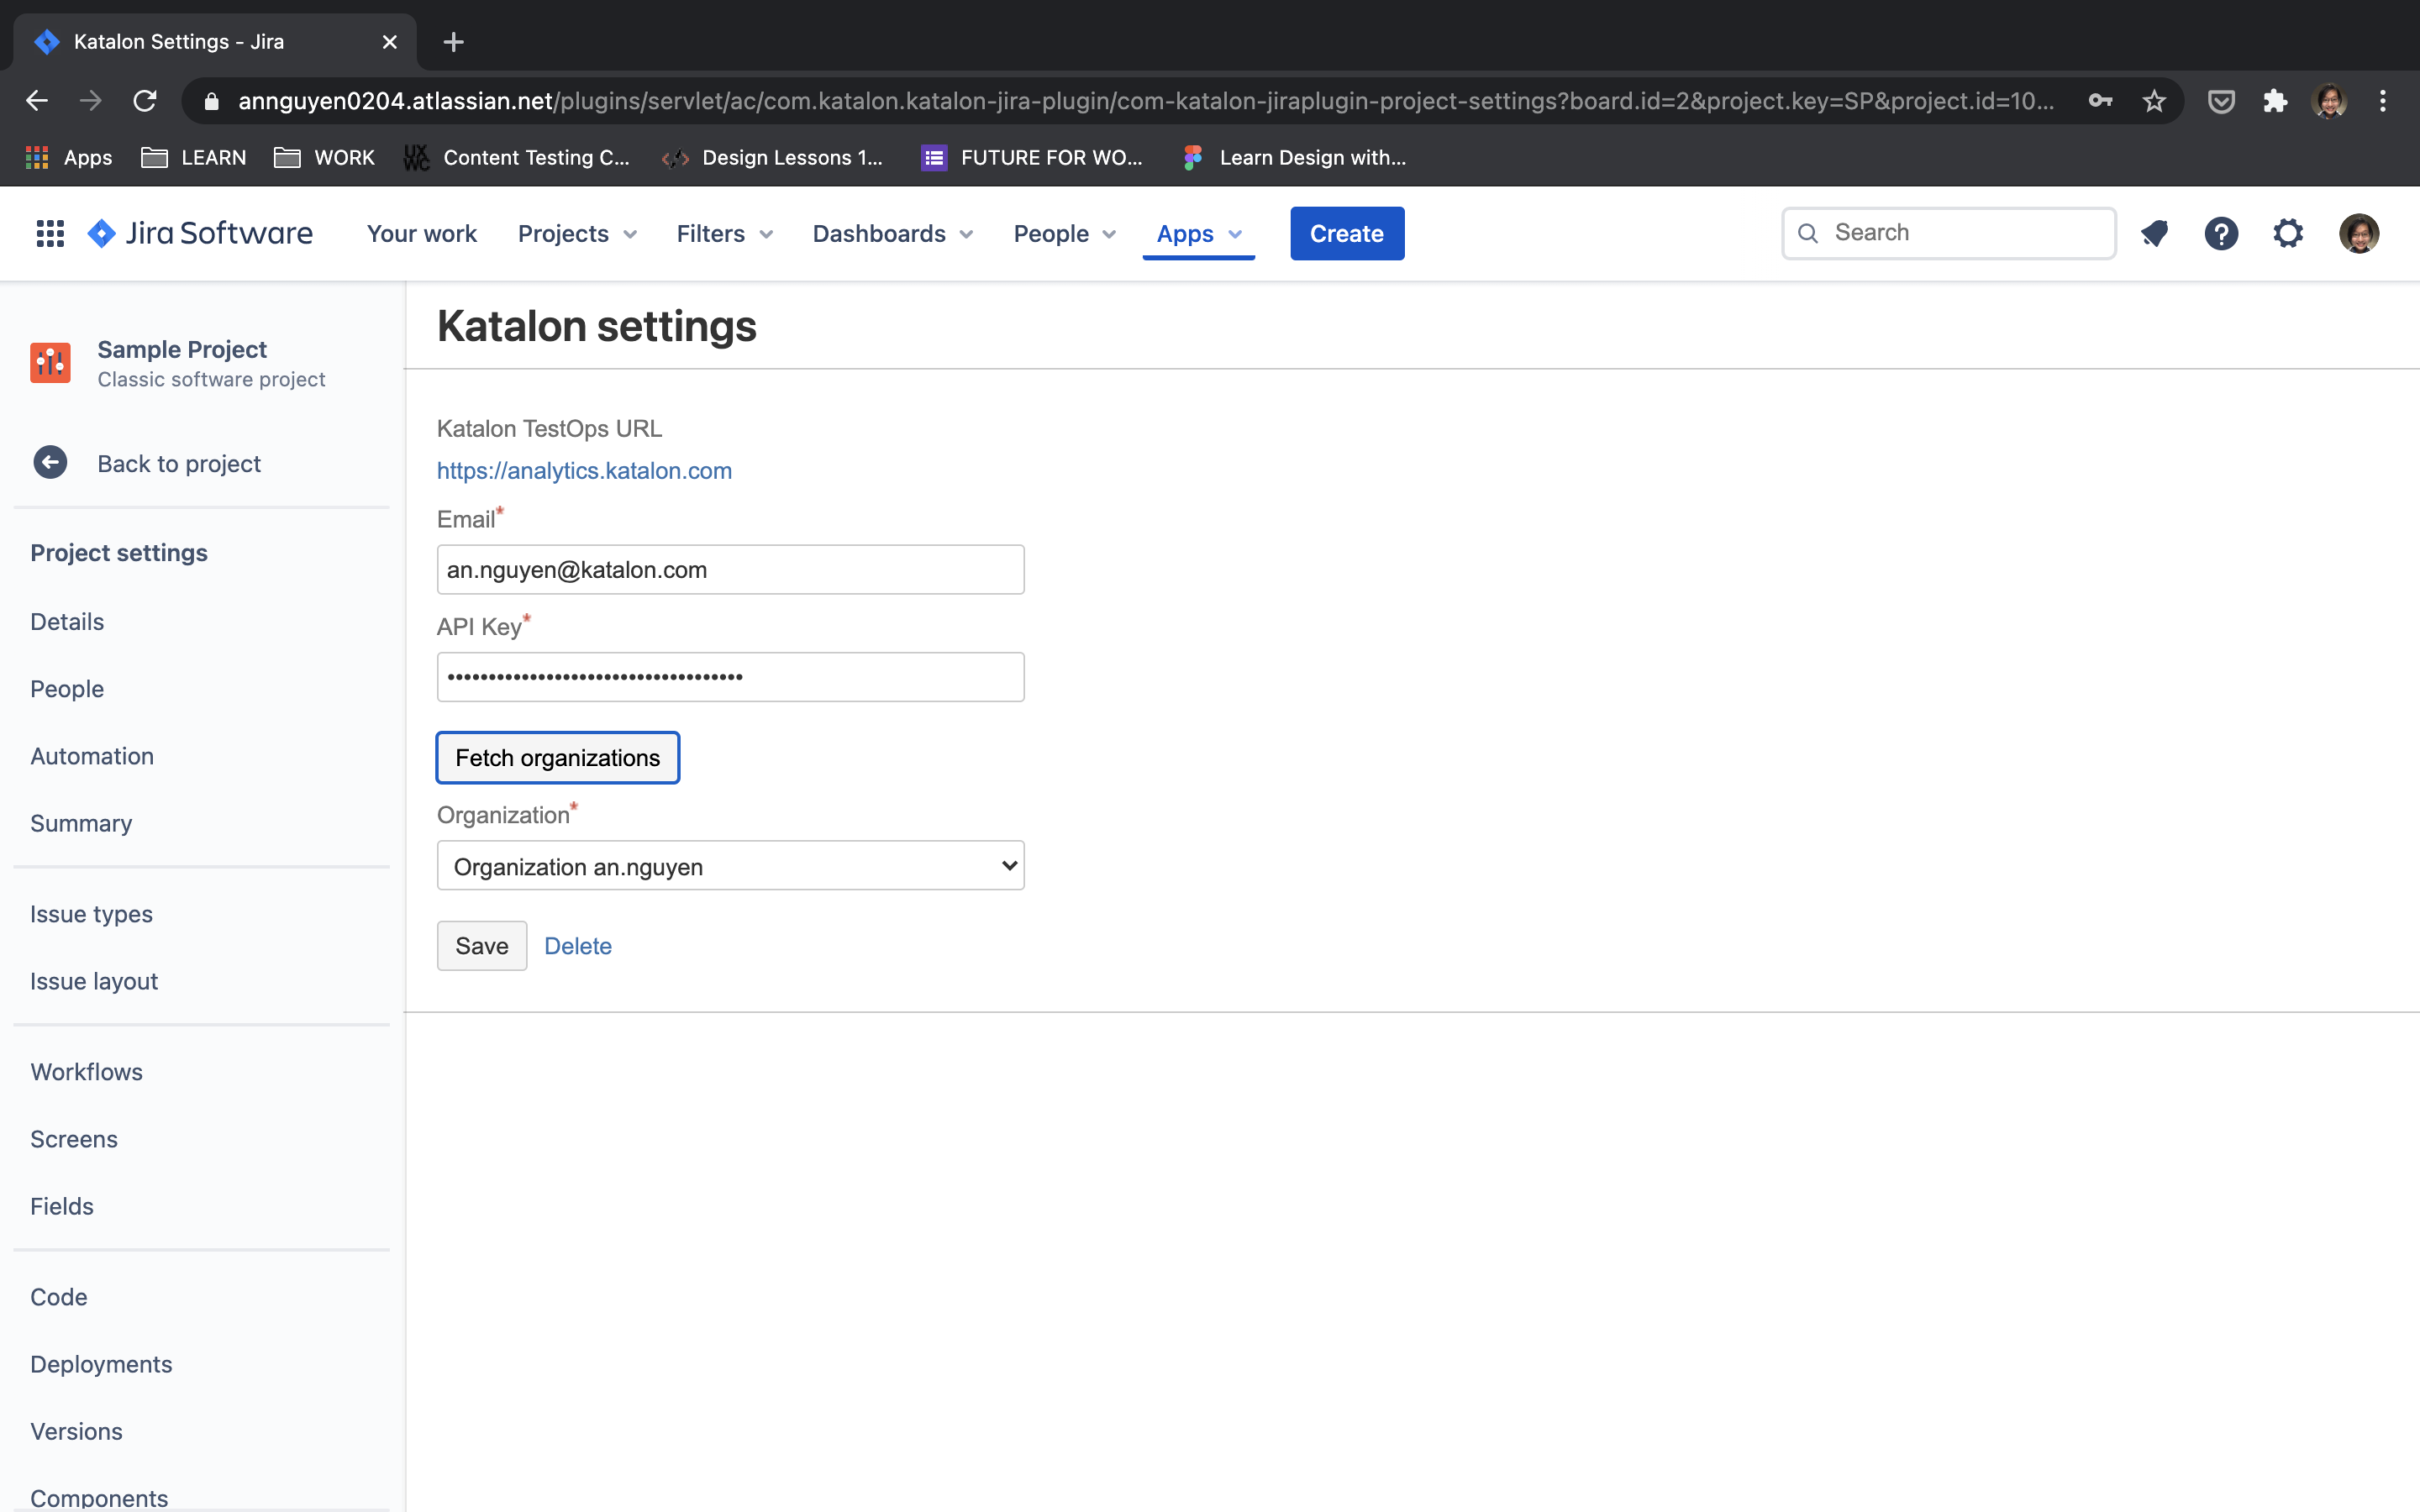 Katalon Settings - Jira
annguyen0204.atlassian.net/plugins/servlet/ac/com.katalon.katalon-jira-plugin/com-katalon-jiraplugin-project-settings?board.id=2&project.key=SP&project.id=10...
Apps LEARN WORK UX WC Content Testing C... Design Lessons 1... FUTURE FOR WO... Learn Design with...
Jira Software Your work Projects Filters Dashboards People Apps Create Search
Sample Project
Classic software project
Back to project
Project settings
Details
People
Automation
Summary
Issue types
Issue layout
Workflows
Screens
Fields
Code
Deployments
Versions
Components
Katalon settings
Katalon TestOps URL
https://analytics.katalon.com
Email*
an.nguyen@katalon.com
API Key*
••••••••••••••••••••••••••••••••••••
Fetch organizations
Organization*
Organization an.nguyen
Save Delete